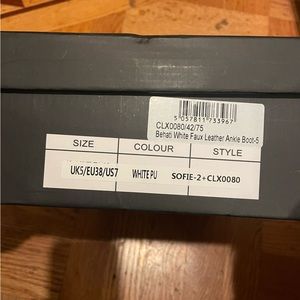 5 057811 733967
CLX0080/42/75
Behati White Faux Leather Ankle Boot-5
SIZE COLOUR STYLE
UK5/EU38/US7 WHITE PU SOFIE-2+CLX0080